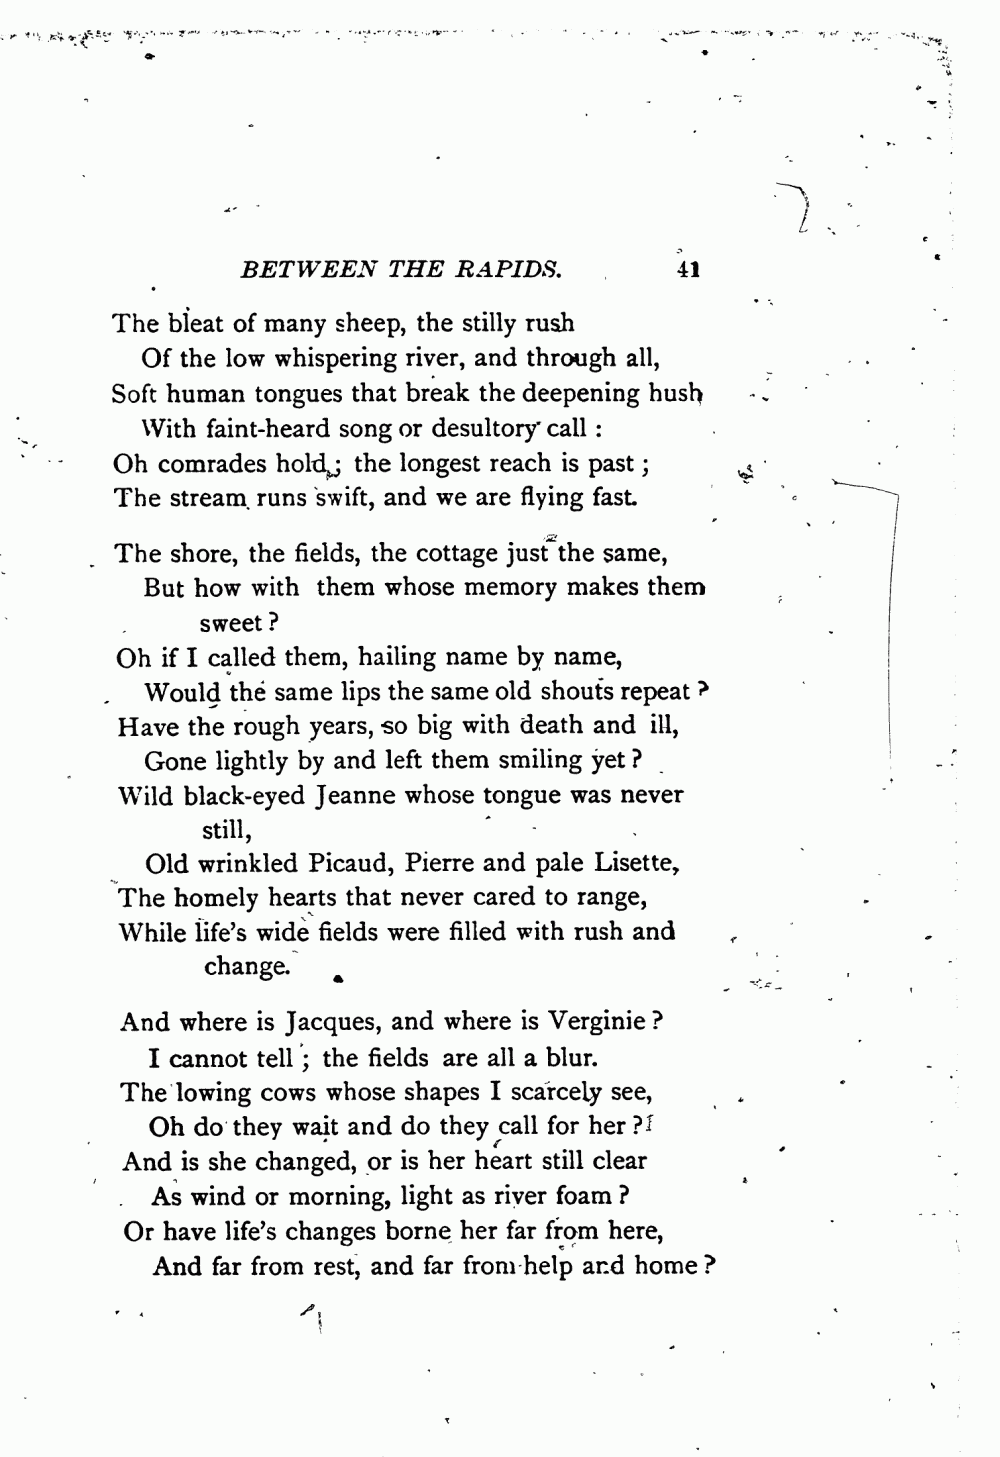 BETWEEN THE RAPIDS. 41
The bleat of many sheep, the stilly rush
Of the low whispering river, and through all,
Soft human tongues that break the deepening hush
With faint-heard song or desultory call :
Oh comrades hold ; the longest reach is past ;
The stream runs swift, and we are flying fast.
The shore, the fields, the cottage just the same,
But how with them whose memory makes them
sweet ?
Oh if I called them, hailing name by name,
Would the same lips the same old shouts repeat ?
Have the rough years, so big with death and ill,
Gone lightly by and left them smiling yet ?
Wild black-eyed Jeanne whose tongue was never
still,
Old wrinkled Picaud, Pierre and pale Lisette,
The homely hearts that never cared to range,
While life's wide fields were filled with rush and
change.
And where is Jacques, and where is Verginie ?
I cannot tell ; the fields are all a blur.
The lowing cows whose shapes I scarcely see,
Oh do they wait and do they call for her ?
And is she changed, or is her heart still clear
As wind or morning, light as river foam ?
Or have life's changes borne her far from here,
And far from rest, and far from help and home ?